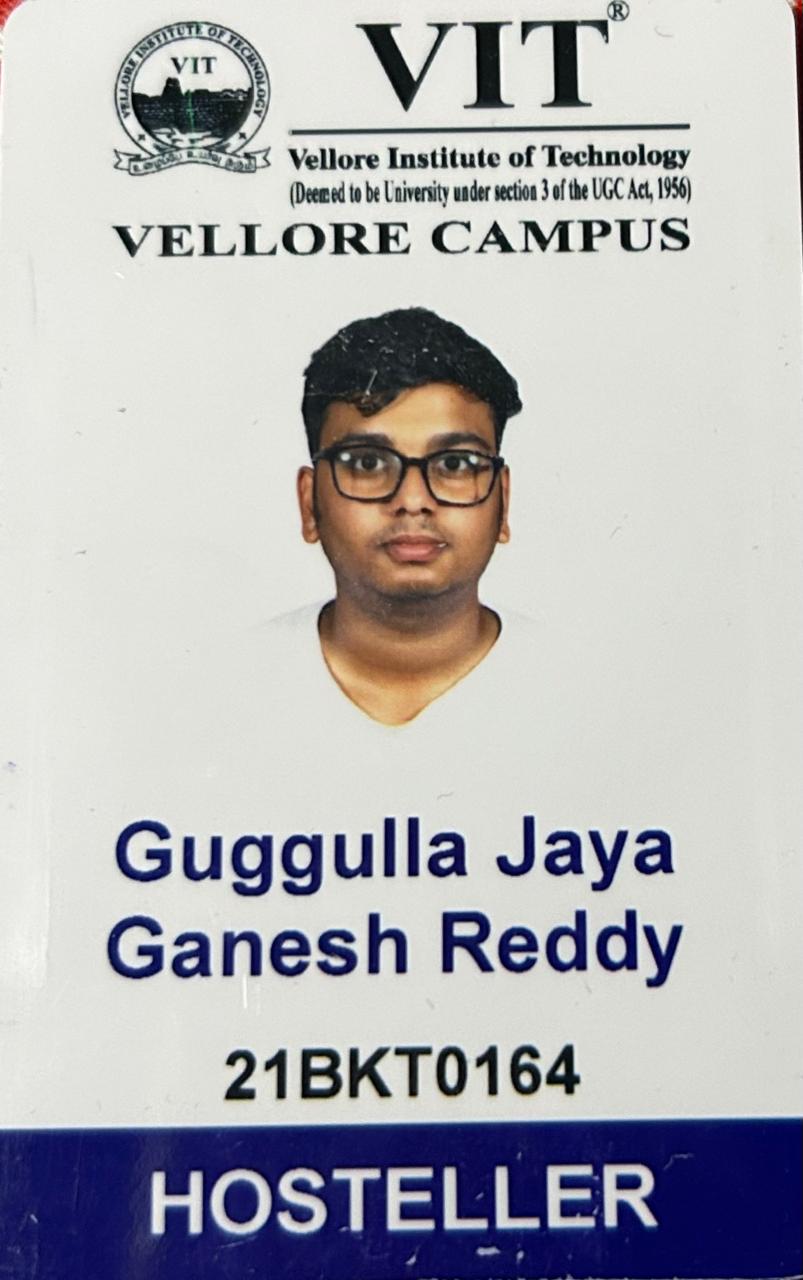 VELLORE INSTITUTE OF TECHNOLOGY
VIT
VIT®
Vellore Institute of Technology
(Deemed to be University under section 3 of the UGC Act, 1956)
VELLORE CAMPUS
Guggulla Jaya
Ganesh Reddy
21BKT0164
HOSTELLER